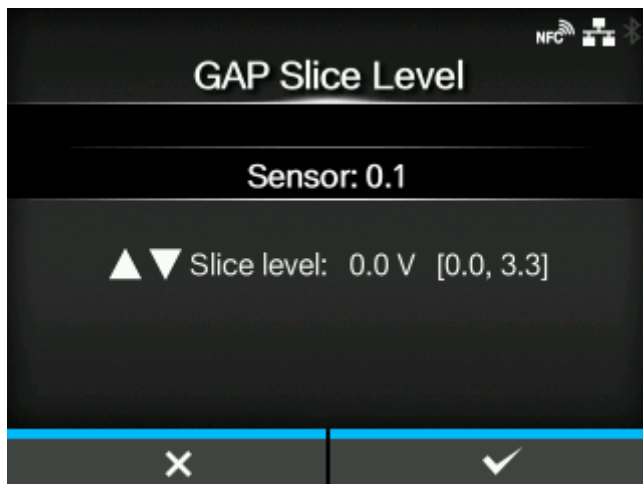 NFC
GAP Slice Level
Sensor: 0.1
▲ ▼ Slice level: 0.0 V [0.0, 3.3]